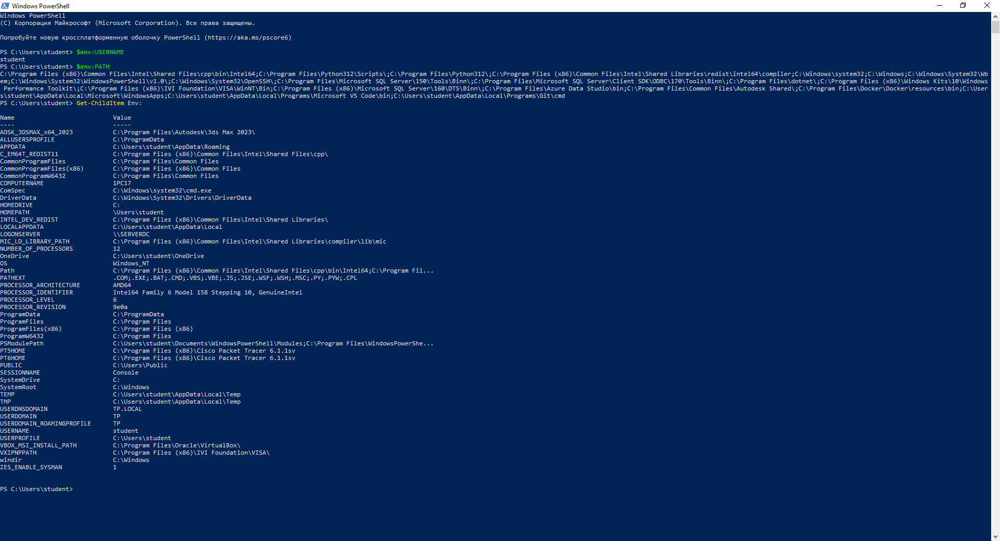 Windows PowerShell
Windows PowerShell
(C) Корпорация Майкрософт (Microsoft Corporation). Все права защищены.
Попробуйте новую кроссплатформенную оболочку PowerShell (https://aka.ms/pscore6)
PS C:\Users\student> $env:USERNAME
student
PS C:\Users\student> $env:PATH
C:\Program Files (x86)\Common Files\Intel\Shared Files\cpp\bin\Intel64;C:\Program Files\Python312\Scripts\;C:\Program Files\Python312\;C:\Program Files (x86)\Common Files\Intel\Shared Libraries\redist\intel64\compiler;C:\Windows\system32;C:\Windows;C:\Windows\System32\Wb
em;C:\Windows\System32\WindowsPowerShell\v1.0\;C:\Windows\System32\OpenSSH\;C:\Program Files\Microsoft SQL Server\150\Tools\Binn\;C:\Program Files\Microsoft SQL Server\Client SDK\ODBC\170\Tools\Binn\;C:\Program Files\dotnet\;C:\Program Files (x86)\Windows Kits\10\Windows
 Performance Toolkit\;C:\Program Files (x86)\IVI Foundation\VISA\WinNT\Bin;C:\Program Files (x86)\Microsoft SQL Server\160\DTS\Binn\;C:\Program Files\Azure Data Studio\bin;C:\Program Files\Common Files\Autodesk Shared\;C:\Program Files\Docker\Docker\resources\bin;C:\User
s\student\AppData\Local\Microsoft\WindowsApps;C:\Users\student\AppData\Local\Programs\Microsoft VS Code\bin;C:\Users\student\AppData\Local\Programs\Git\cmd
PS C:\Users\student> Get-ChildItem Env:
Name                           Value
----                           -----
ADSK_3DSMAX_x64_2023           C:\Program Files\Autodesk\3ds Max 2023\
ALLUSERSPROFILE                C:\ProgramData
APPDATA                        C:\Users\student\AppData\Roaming
C_EM64T_REDIST11               C:\Program Files (x86)\Common Files\Intel\Shared Files\cpp\
CommonProgramFiles             C:\Program Files\Common Files
CommonProgramFiles(x86)        C:\Program Files (x86)\Common Files
CommonProgramW6432             C:\Program Files\Common Files
COMPUTERNAME                   1PC17
ComSpec                        C:\Windows\system32\cmd.exe
DriverData                     C:\Windows\System32\Drivers\DriverData
HOMEDRIVE                      C:
HOMEPATH                       \Users\student
INTEL_DEV_REDIST               C:\Program Files (x86)\Common Files\Intel\Shared Libraries\
LOCALAPPDATA                   C:\Users\student\AppData\Local
LOGONSERVER                    \\SERVERDC
MIC_LD_LIBRARY_PATH            C:\Program Files (x86)\Common Files\Intel\Shared Libraries\compiler\lib\mic
NUMBER_OF_PROCESSORS           12
OneDrive                       C:\Users\student\OneDrive
OS                             Windows_NT
Path                           C:\Program Files (x86)\Common Files\Intel\Shared Files\cpp\bin\Intel64;C:\Program Fil...
PATHEXT                        .COM;.EXE;.BAT;.CMD;.VBS;.VBE;.JS;.JSE;.WSF;.WSH;.MSC;.PY;.PYW;.CPL
PROCESSOR_ARCHITECTURE         AMD64
PROCESSOR_IDENTIFIER           Intel64 Family 6 Model 158 Stepping 10, GenuineIntel
PROCESSOR_LEVEL                6
PROCESSOR_REVISION             9e0a
ProgramData                    C:\ProgramData
ProgramFiles                   C:\Program Files
ProgramFiles(x86)              C:\Program Files (x86)
ProgramW6432                   C:\Program Files
PSModulePath                   C:\Users\student\Documents\WindowsPowerShell\Modules;C:\Program Files\WindowsPowerShe...
PT5HOME                        C:\Program Files (x86)\Cisco Packet Tracer 6.1.1sv
PT6HOME                        C:\Program Files (x86)\Cisco Packet Tracer 6.1.1sv
PUBLIC                         C:\Users\Public
SESSIONNAME                    Console
SystemDrive                    C:
SystemRoot                     C:\Windows
TEMP                           C:\Users\student\AppData\Local\Temp
TMP                            C:\Users\student\AppData\Local\Temp
USERDNSDOMAIN                  TP.LOCAL
USERDOMAIN                     TP
USERDOMAIN_ROAMINGPROFILE      TP
USERNAME                       student
USERPROFILE                    C:\Users\student
VBOX_MSI_INSTALL_PATH          C:\Program Files\Oracle\VirtualBox\
VXIPNPPATH                     C:\Program Files (x86)\IVI Foundation\VISA\
windir                         C:\Windows
ZES_ENABLE_SYSMAN              1
PS C:\Users\student>